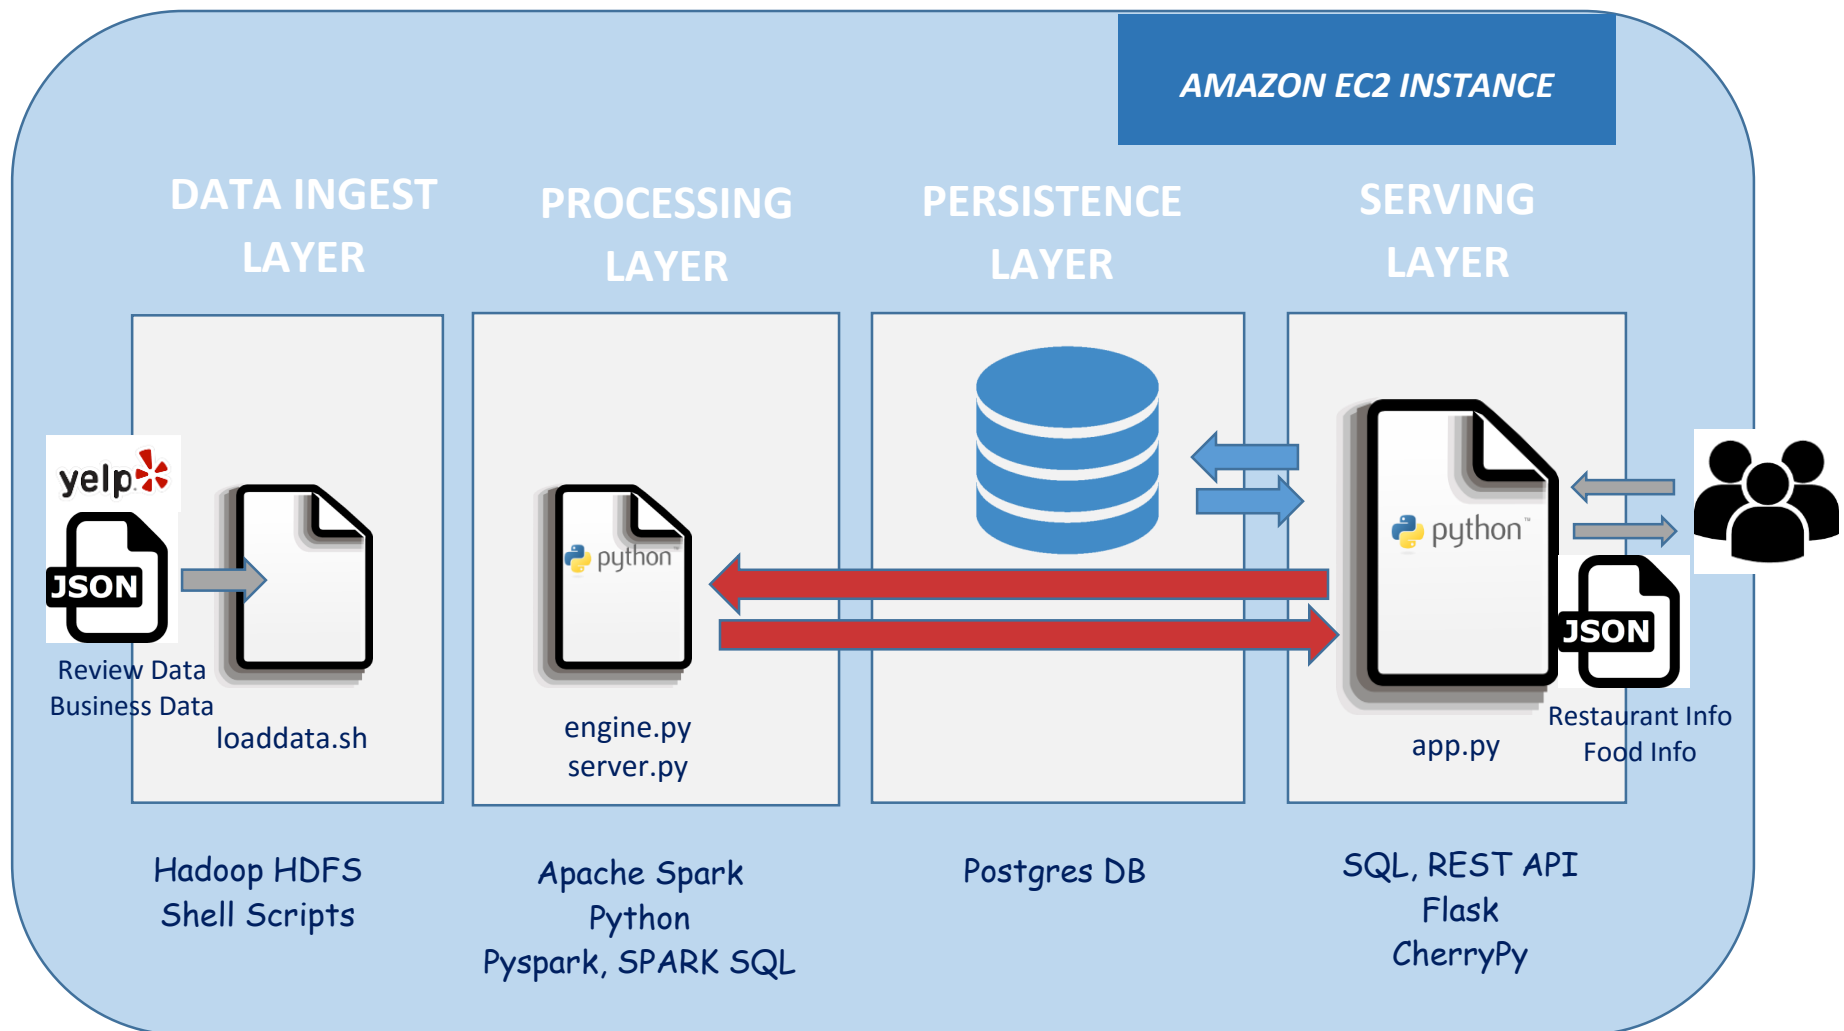 AMAZON EC2 INSTANCE
DATA INGEST
LAYER
PROCESSING
LAYER
PERSISTENCE
LAYER
SERVING
LAYER
yelp
JSON
Review Data
Business Data
loaddata.sh
python™
engine.py
server.py
python™
app.py
JSON
Restaurant Info
Food Info
Hadoop HDFS
Shell Scripts
Apache Spark
Python
Pyspark, SPARK SQL
Postgres DB
SQL, REST API
Flask
CherryPy